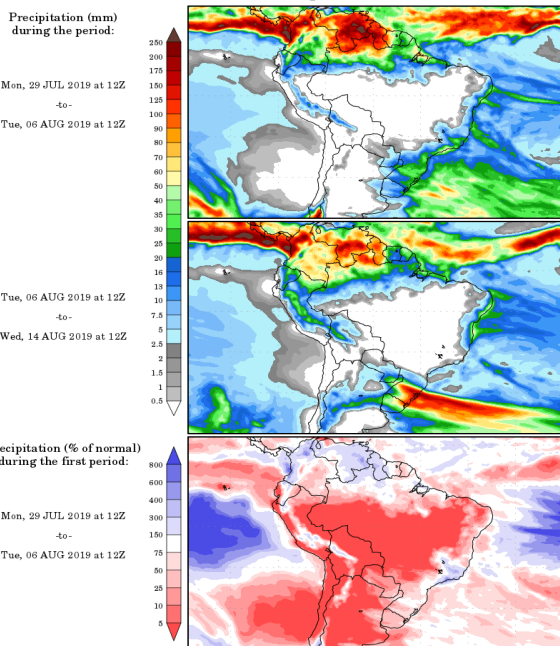 Precipitation (mm)
during the period:
Mon, 29 JUL 2019 at 12Z
-to-
Tue, 06 AUG 2019 at 12Z
250
200
175
150
125
100
90
80
70
60
50
40
35
30
25
20
16
13
10
7.5
5
2.5
2
1.5
1
0.5
Tue, 06 AUG 2019 at 12Z
-to-
Wed, 14 AUG 2019 at 12Z
ecipitation (% of normal)
during the first period:
Mon, 29 JUL 2019 at 12Z
-to-
Tue, 06 AUG 2019 at 12Z
800
600
400
300
150
75
50
25
10
5